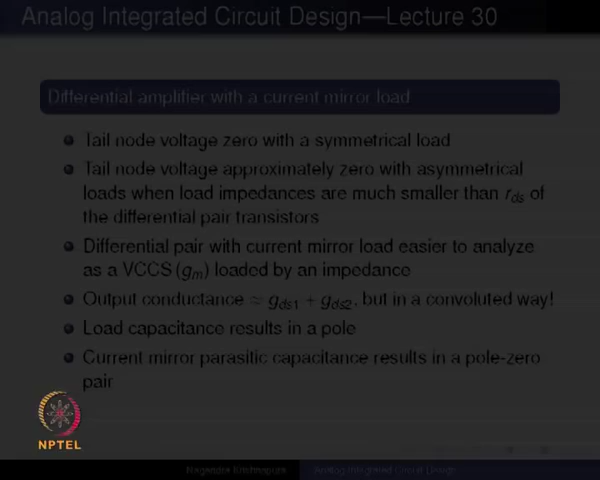 Analog Integrated Circuit Design—Lecture 30
Differential amplifier with a current mirror load
Tail node voltage zero with a symmetrical load
Tail node voltage approximately zero with asymmetrical
loads when load impedances are much smaller than rds of
the differential pair transistors
Differential pair with current mirror load easier to analyze
as a VCCS (gm) loaded by an impedance
Output conductance ≈ gds1 + gds2, but in a convoluted way!
Load capacitance results in a pole
Current mirror parasitic capacitance results in a pole-zero
pair
NPTEL
Nagendra Krishnapura Analog Integrated Circuit Design